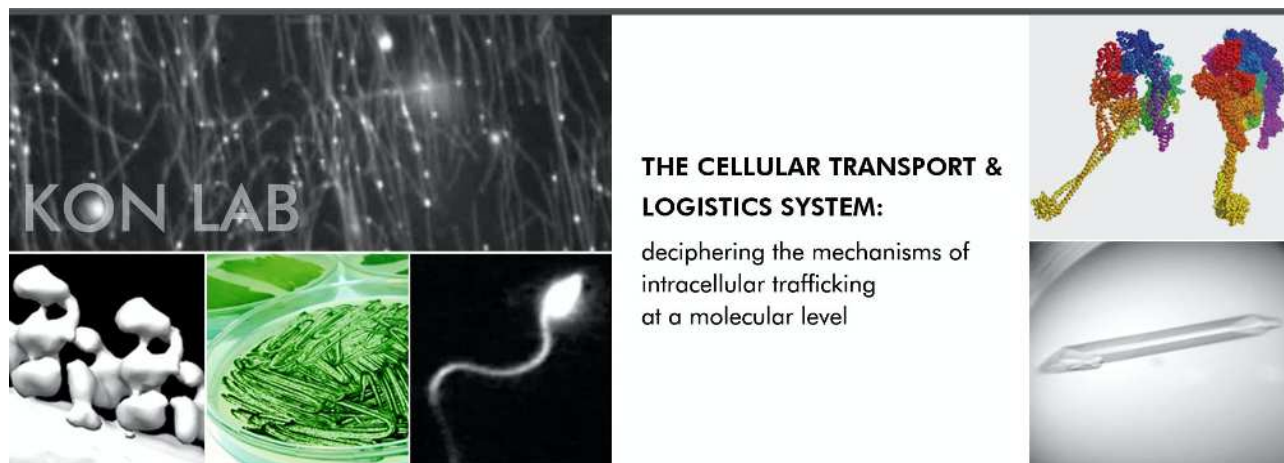 KON LAB
THE CELLULAR TRANSPORT &
LOGISTICS SYSTEM:
deciphering the mechanisms of
intracellular trafficking
at a molecular level